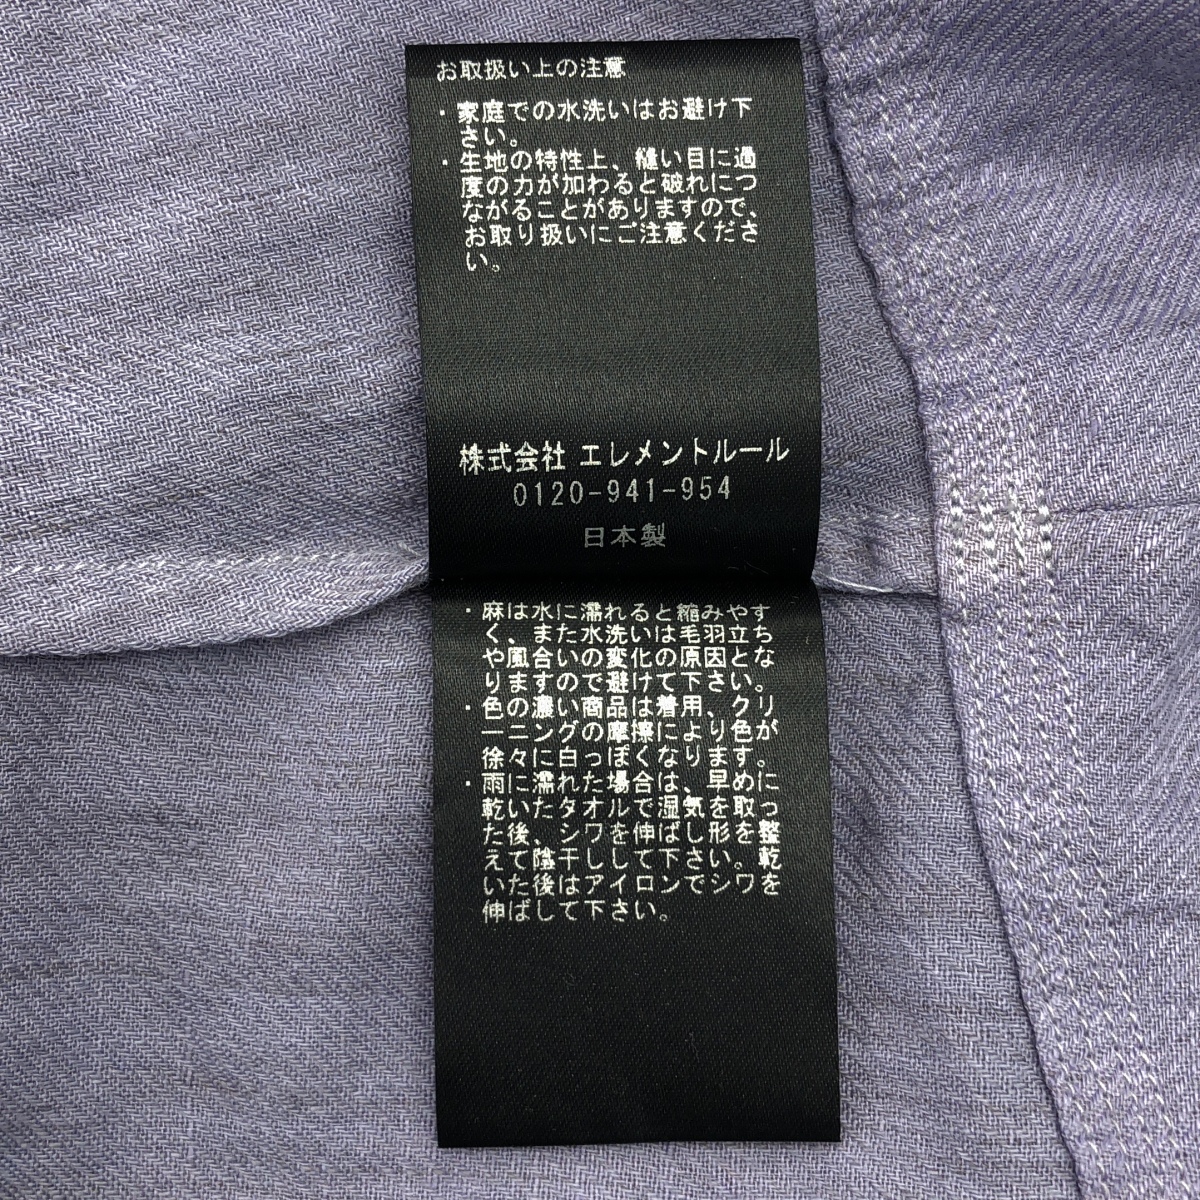 お取扱い上の注意
・家庭での水洗いはお避け下
さい。
・生地の特性上、縫い目に過
度の力が加わると破れにつ
ながることがありますので、
お取り扱いにご注意くださ
い。
株式会社 エレメントルール
0120-941-954
日本製
・麻は水に濡れると縮みやす
く、また水洗いは毛羽立ち
や風合いの変化の原因とな
りますので避けて下さい。
・色の濃い商品は着用、クリ
ーニングの摩擦により色が
徐々に白っぽくなります。
・雨に濡れた場合は、早めに
乾いたタオルで湿気を取っ
た後、シワを伸ばし形を整
えて陰干しして下さい。乾
いた後はアイロンでシワを
伸ばして下さい。